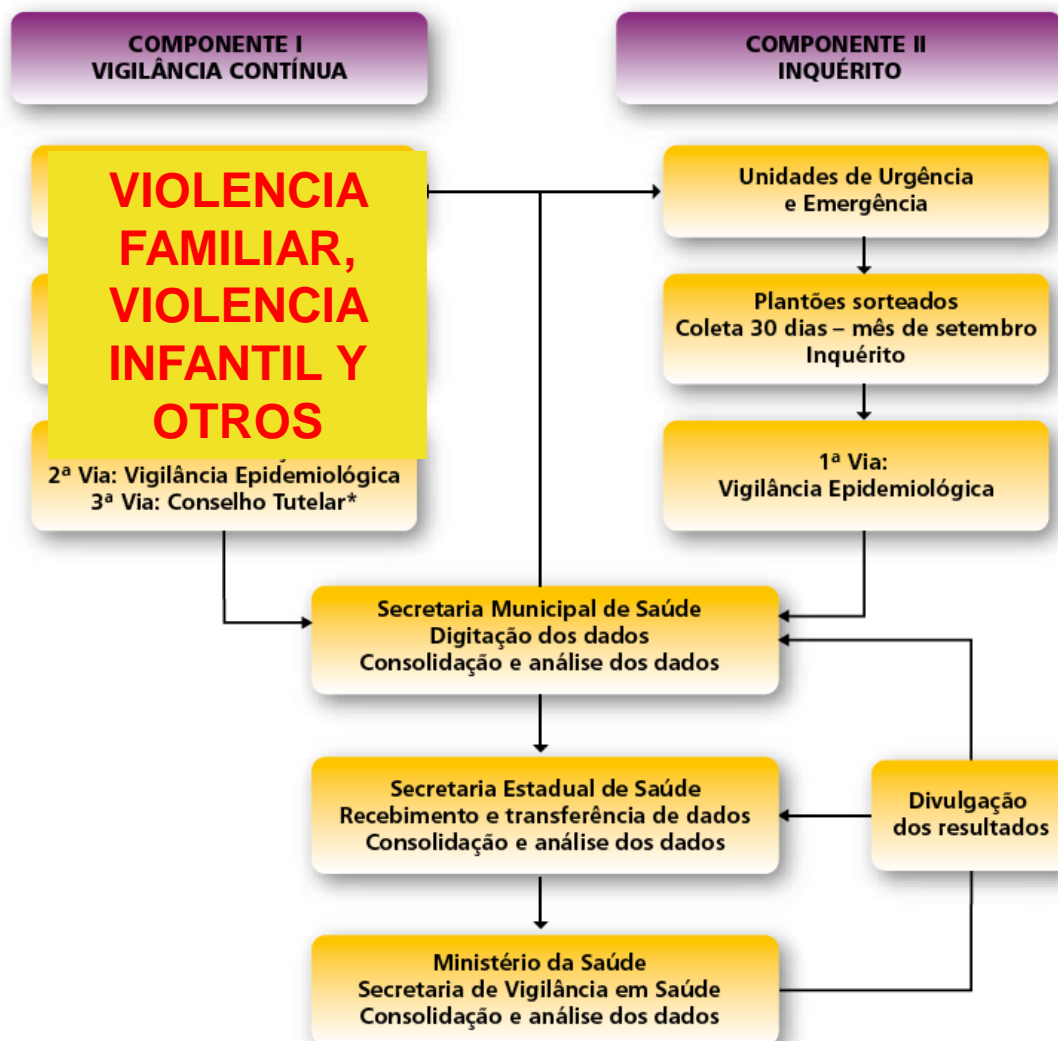 COMPONENTE I
VIGILÂNCIA CONTÍNUA
COMPONENTE II
INQUÉRITO
VIOLENCIA
FAMILIAR,
VIOLENCIA
INFANTIL Y
OTROS
2ª Via: Vigilância Epidemiológica
3ª Via: Conselho Tutelar*
Unidades de Urgência
e Emergência
Plantões sorteados
Coleta 30 dias – mês de setembro
Inquérito
1ª Via:
Vigilância Epidemiológica
Secretaria Municipal de Saúde
Digitação dos dados
Consolidação e análise dos dados
Secretaria Estadual de Saúde
Recebimento e transferência de dados
Consolidação e análise dos dados
Divulgação
dos resultados
Ministério da Saúde
Secretaria de Vigilância em Saúde
Consolidação e análise dos dados